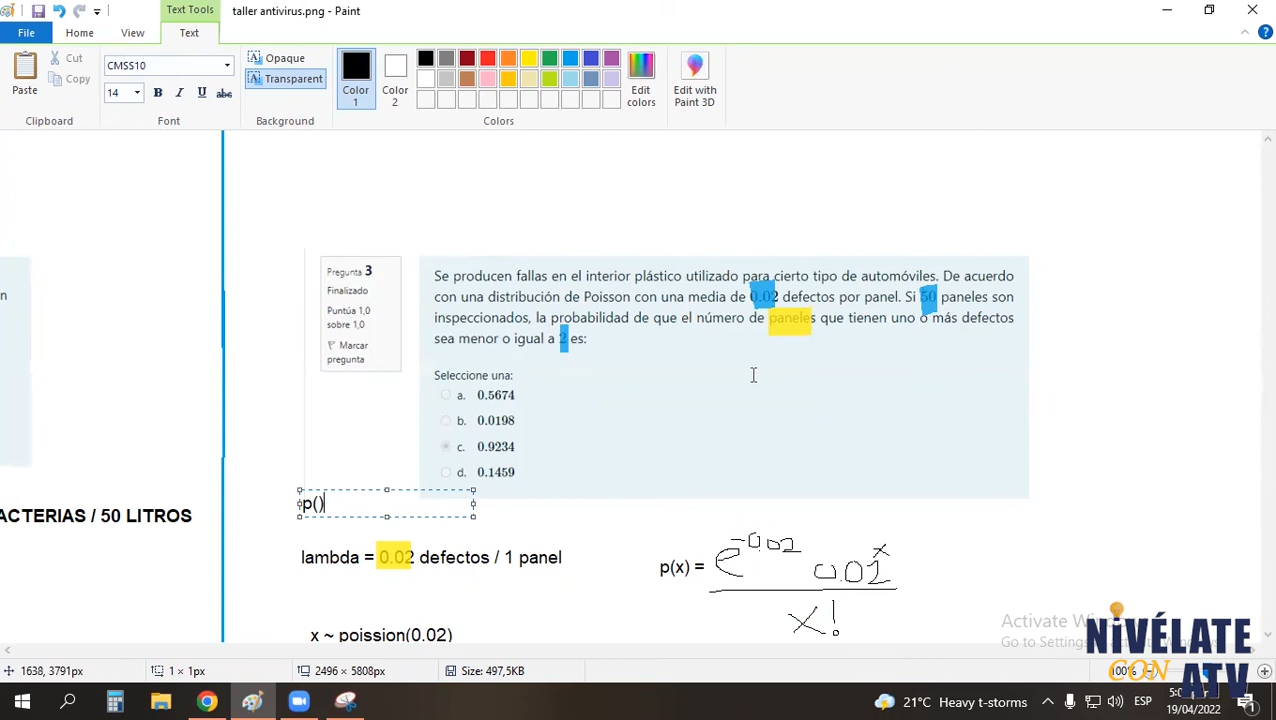 taller antivirus.png - Paint
Text Tools
File
Home
View
Text
Paste
Cut
Copy
Clipboard
CMSS10
14
B I U abc
Font
Opaque
Transparent
Background
Color 1
Color 2
Edit colors
Edit with Paint 3D
Colors
n
ACTERIAS / 50 LITROS
Pregunta 3
Finalizado
Puntúa 1,0
sobre 1,0
Marcar
pregunta
Se producen fallas en el interior plástico utilizado para cierto tipo de automóviles. De acuerdo
con una distribución de Poisson con una media de 0.02 defectos por panel. Si 50 paneles son
inspeccionados, la probabilidad de que el número de paneles que tienen uno o más defectos
sea menor o igual a 2 es:
Seleccione una:
a. 0.5674
b. 0.0198
c. 0.9234
d. 0.1459
p()
lambda = 0.02 defectos / 1 panel
x ~ poission(0.02)
p(x) =
e^-0.02 0.02^x
x!
Go to Settings
NIVÉLATE
CON
ATV
1638, 3791px
1 × 1px
2496 × 5808px
Size: 497,5KB
100%
21°C Heavy t-storms
ESP
19/04/2022
1